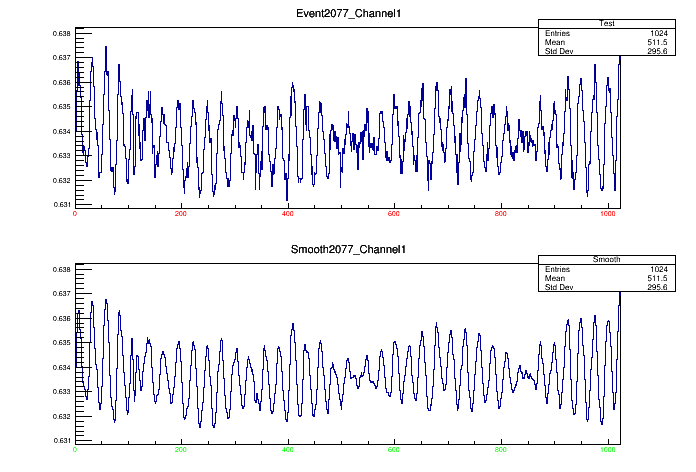 Event2077_Channel1
Test
Entries 1024
Mean 511.5
Std Dev 295.6
0.638
0.637
0.636
0.635
0.634
0.633
0.632
0.631
0 200 400 600 800 1000
Smooth2077_Channel1
Smooth
Entries 1024
Mean 511.5
Std Dev 295.6
0.638
0.637
0.636
0.635
0.634
0.633
0.632
0.631
0 200 400 600 800 1000